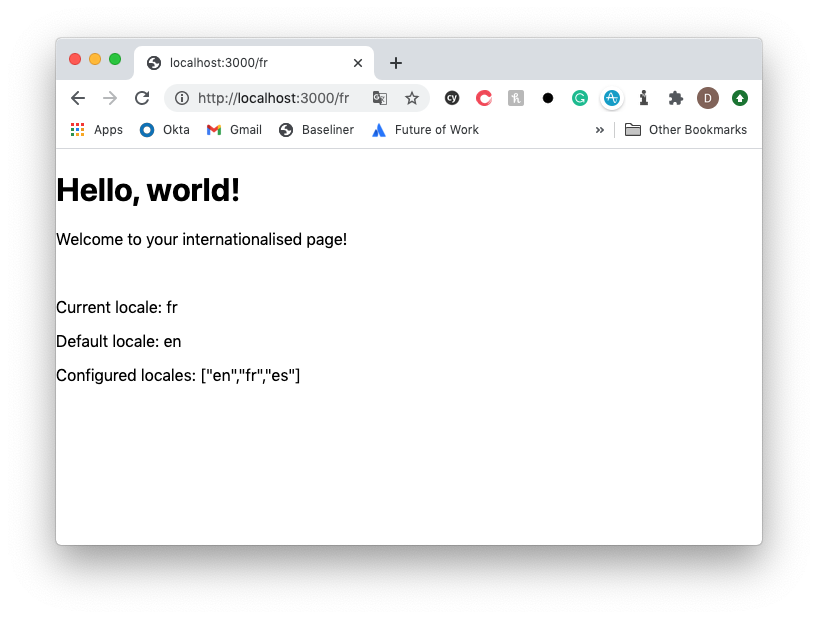 localhost:3000/fr
http://localhost:3000/fr
cy
D
Apps Okta Gmail Baseliner Future of Work » Other Bookmarks
Hello, world!
Welcome to your internationalised page!
Current locale: fr
Default locale: en
Configured locales: ["en","fr","es"]